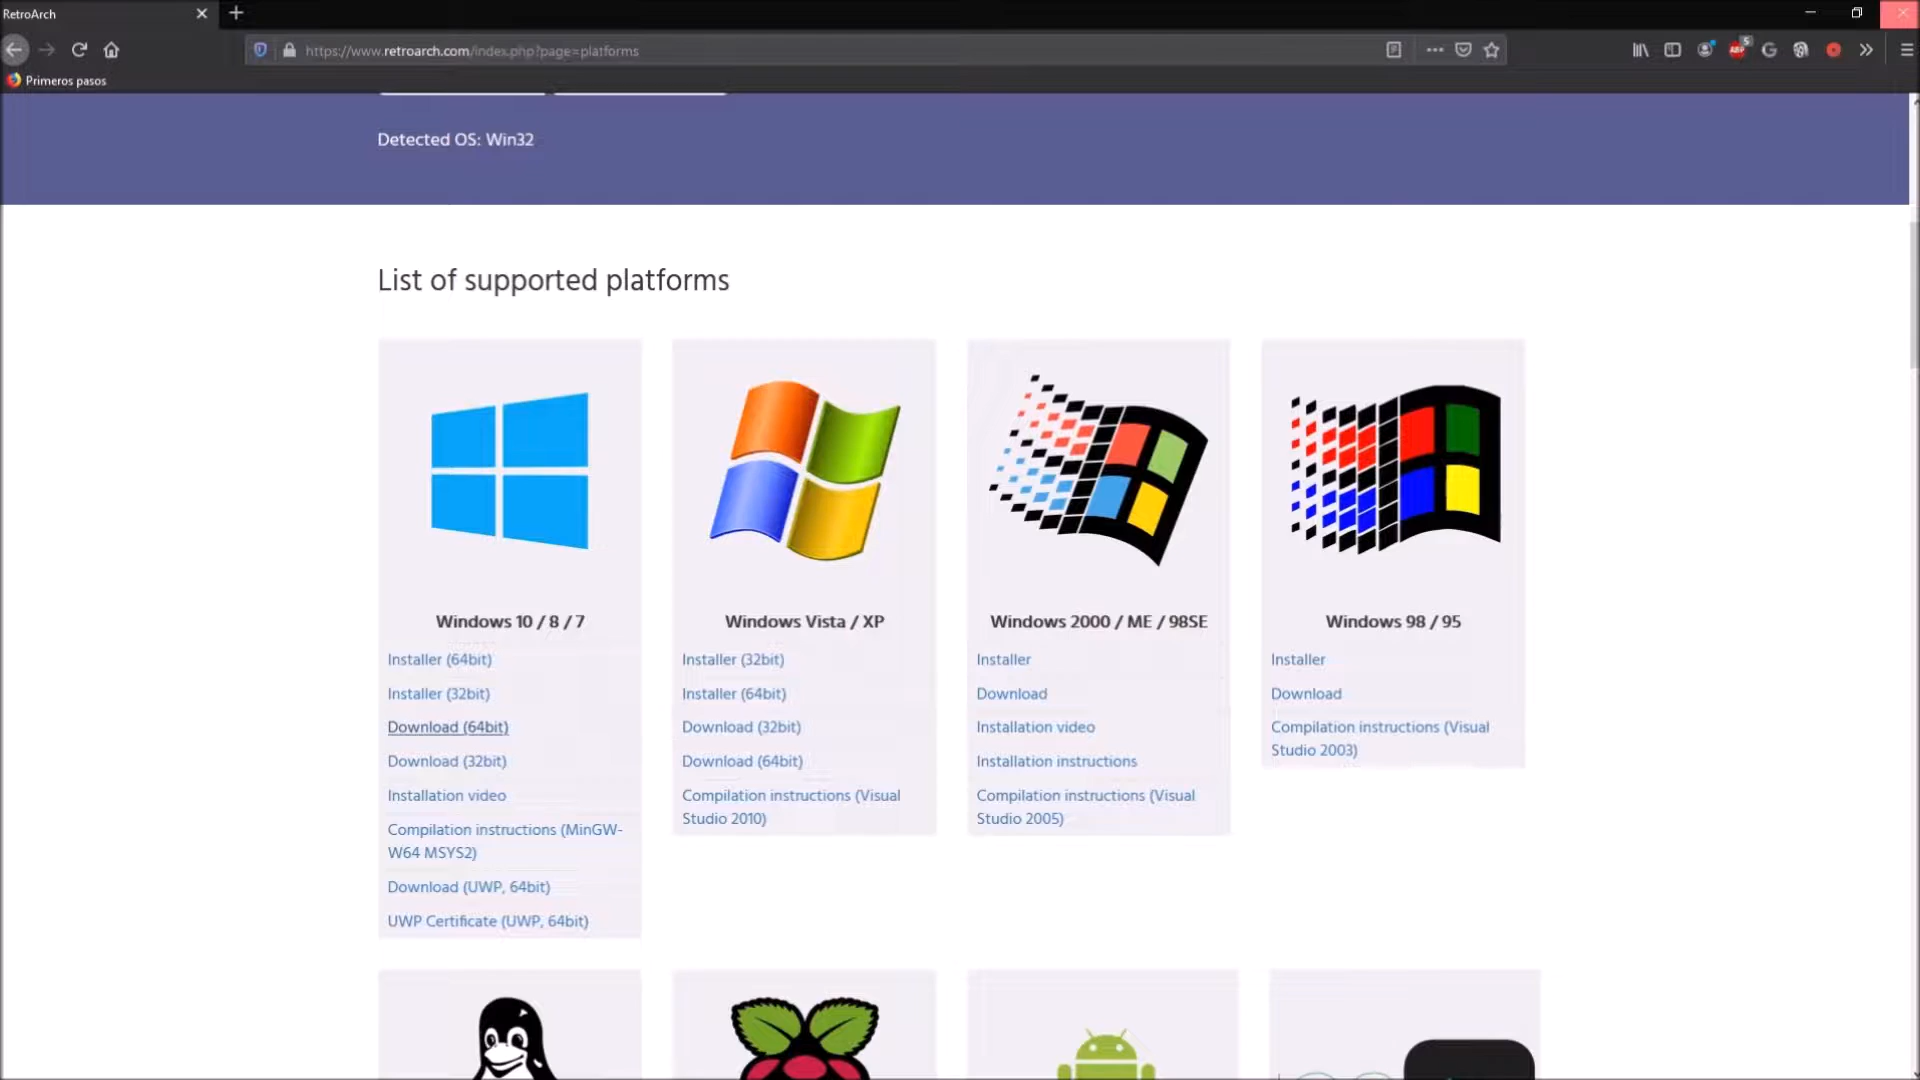 RetroArch
https://www.retroarch.com/index.php?page=platforms
5
ABP
G
Primeros pasos
Detected OS: Win32
List of supported platforms
Windows 10 / 8 / 7
Installer (64bit)
Installer (32bit)
Download (64bit)
Download (32bit)
Installation video
Compilation instructions (MinGW-
W64 MSYS2)
Download (UWP, 64bit)
UWP Certificate (UWP, 64bit)
Windows Vista / XP
Installer (32bit)
Installer (64bit)
Download (32bit)
Download (64bit)
Compilation instructions (Visual
Studio 2010)
Windows 2000 / ME / 98SE
Installer
Download
Installation video
Installation instructions
Compilation instructions (Visual
Studio 2005)
Windows 98 / 95
Installer
Download
Compilation instructions (Visual
Studio 2003)